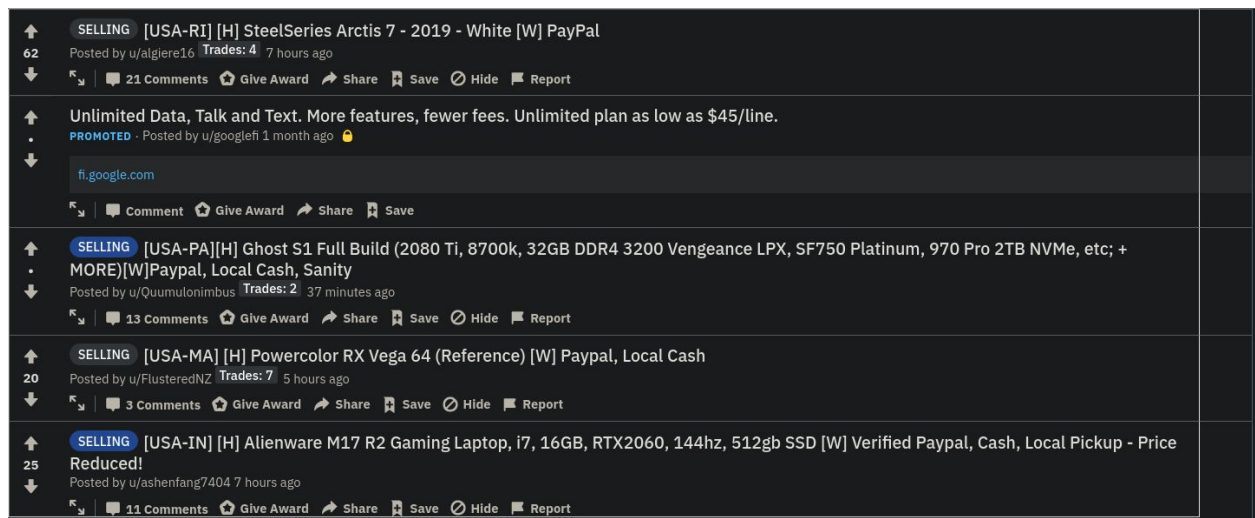 SELLING [USA-RI] [H] SteelSeries Arctis 7 - 2019 - White [W] PayPal
62 Posted by u/algiere16 Trades: 4 7 hours ago
21 Comments Give Award Share Save Hide Report
Unlimited Data, Talk and Text. More features, fewer fees. Unlimited plan as low as $45/line.
PROMOTED · Posted by u/googlefi 1 month ago
fi.google.com
Comment Give Award Share Save
SELLING [USA-PA][H] Ghost S1 Full Build (2080 Ti, 8700k, 32GB DDR4 3200 Vengeance LPX, SF750 Platinum, 970 Pro 2TB NVMe, etc; +
• MORE)[W]Paypal, Local Cash, Sanity
Posted by u/Quumulonimbus Trades: 2 37 minutes ago
13 Comments Give Award Share Save Hide Report
SELLING [USA-MA] [H] Powercolor RX Vega 64 (Reference) [W] Paypal, Local Cash
20 Posted by u/FlusteredNZ Trades: 7 5 hours ago
3 Comments Give Award Share Save Hide Report
SELLING [USA-IN] [H] Alienware M17 R2 Gaming Laptop, i7, 16GB, RTX2060, 144hz, 512gb SSD [W] Verified Paypal, Cash, Local Pickup - Price
25 Reduced!
Posted by u/ashenfang7404 7 hours ago
11 Comments Give Award Share Save Hide Report